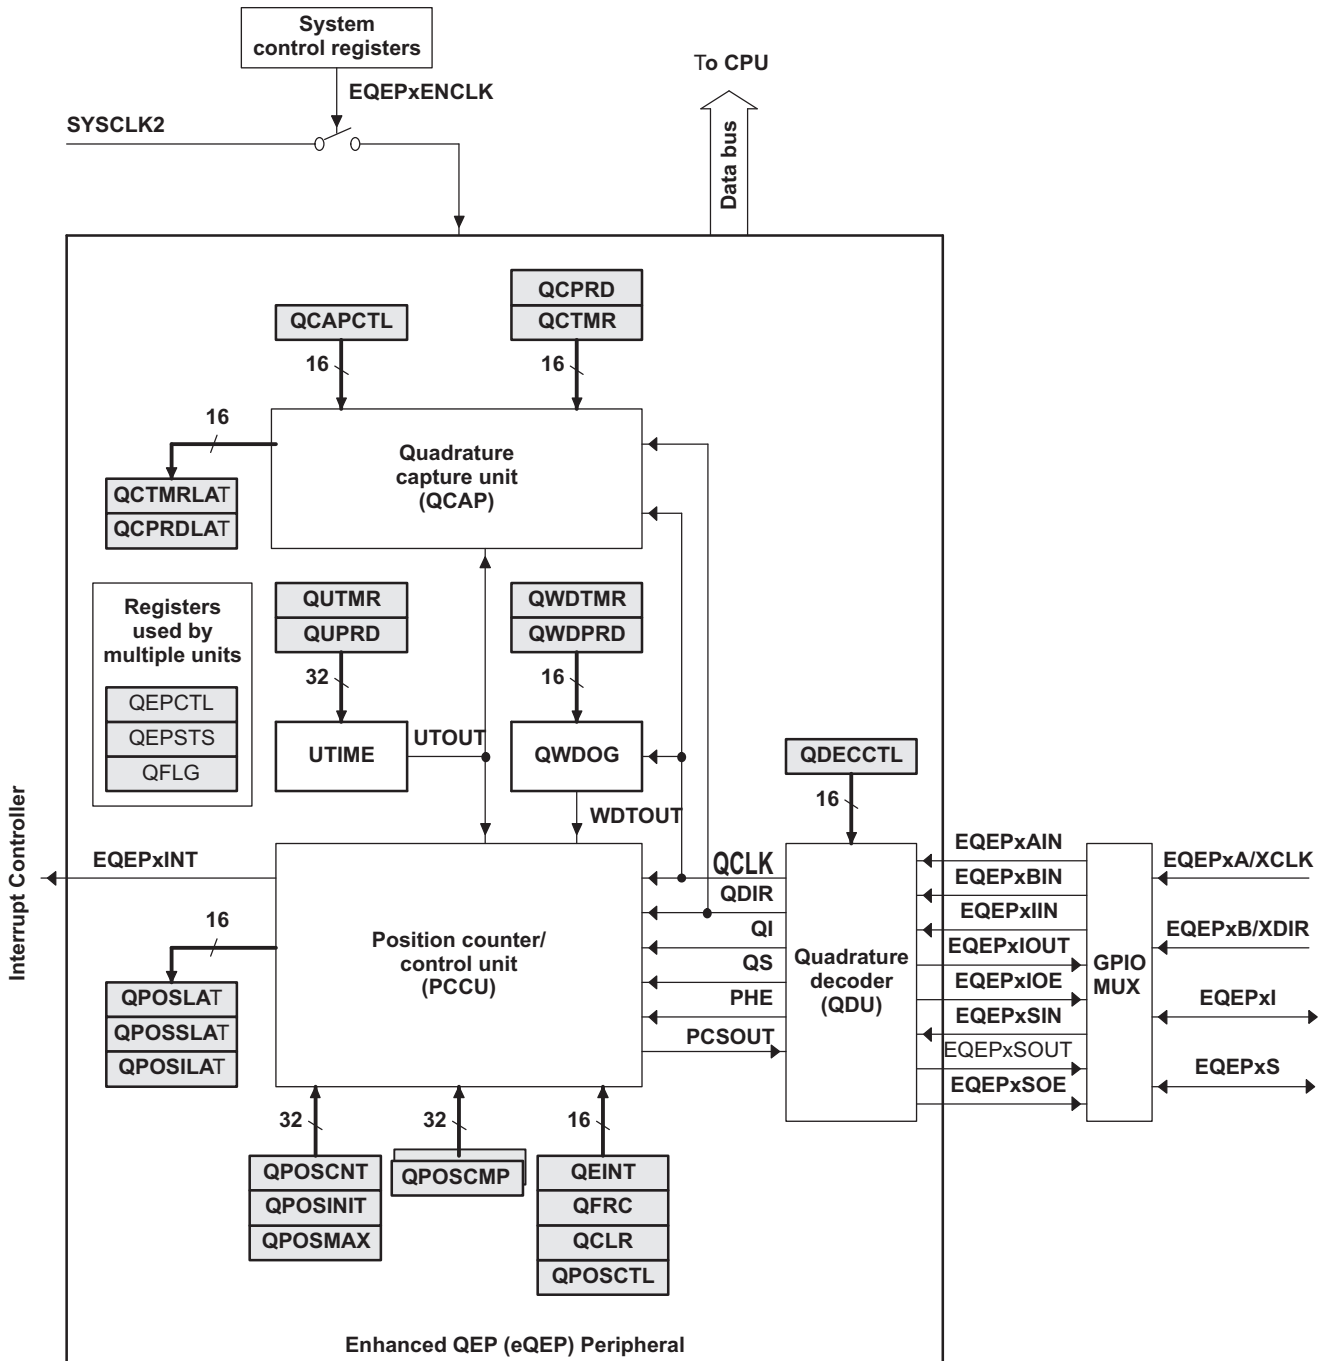 System
control registers
To CPU
EQEPxENCLK
SYSCLK2
Data bus
QCPRD
QCAPCTL
QCTMR
16
16
16
Quadrature
capture unit
(QCAP)
QCTMRLAT
QCPRDLAT
Registers
used by
multiple units
QEPCTL
QEPSTS
QFLG
QUTMR
QUPRD
QWDTMR
QWDPRD
32
16
UTIME
UTOUT
QWDOG
QDECCTL
WDTOUT
16
Interrupt Controller
EQEPxINT
16
Position counter/
control unit
(PCCU)
QCLK
QDIR
QI
QS
PHE
PCSOUT
Quadrature
decoder
(QDU)
EQEPxAIN
EQEPxBIN
EQEPxIIN
EQEPxIOUT
EQEPxIOE
EQEPxSIN
EQEPxSOUT
EQEPxSOE
GPIO
MUX
EQEPxA/XCLK
EQEPxB/XDIR
EQEPxI
EQEPxS
QPOSLAT
QPOSSLAT
QPOSILAT
32
32
16
QPOSCNT
QPOSINIT
QPOSMAX
QPOSCMP
QEINT
QFRC
QCLR
QPOSCTL
Enhanced QEP (eQEP) Peripheral